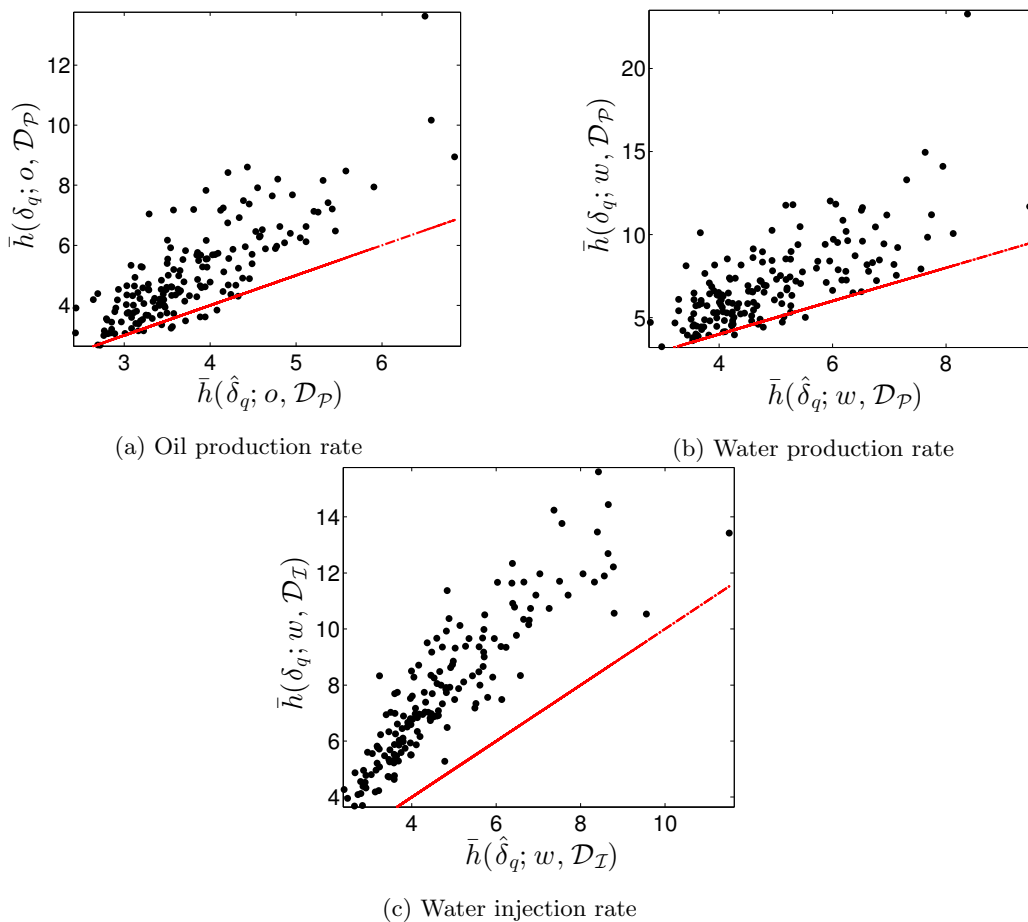 12
10
8
6
4
h̄(δ_q; o, D_P)
3 4 5 6
h̄(δ̂_q; o, D_P)
(a) Oil production rate
20
15
10
5
h̄(δ_q; w, D_P)
4 6 8
h̄(δ̂_q; w, D_P)
(b) Water production rate
14
12
10
8
6
4
h̄(δ_q; w, D_I)
4 6 8 10
h̄(δ̂_q; w, D_I)
(c) Water injection rate